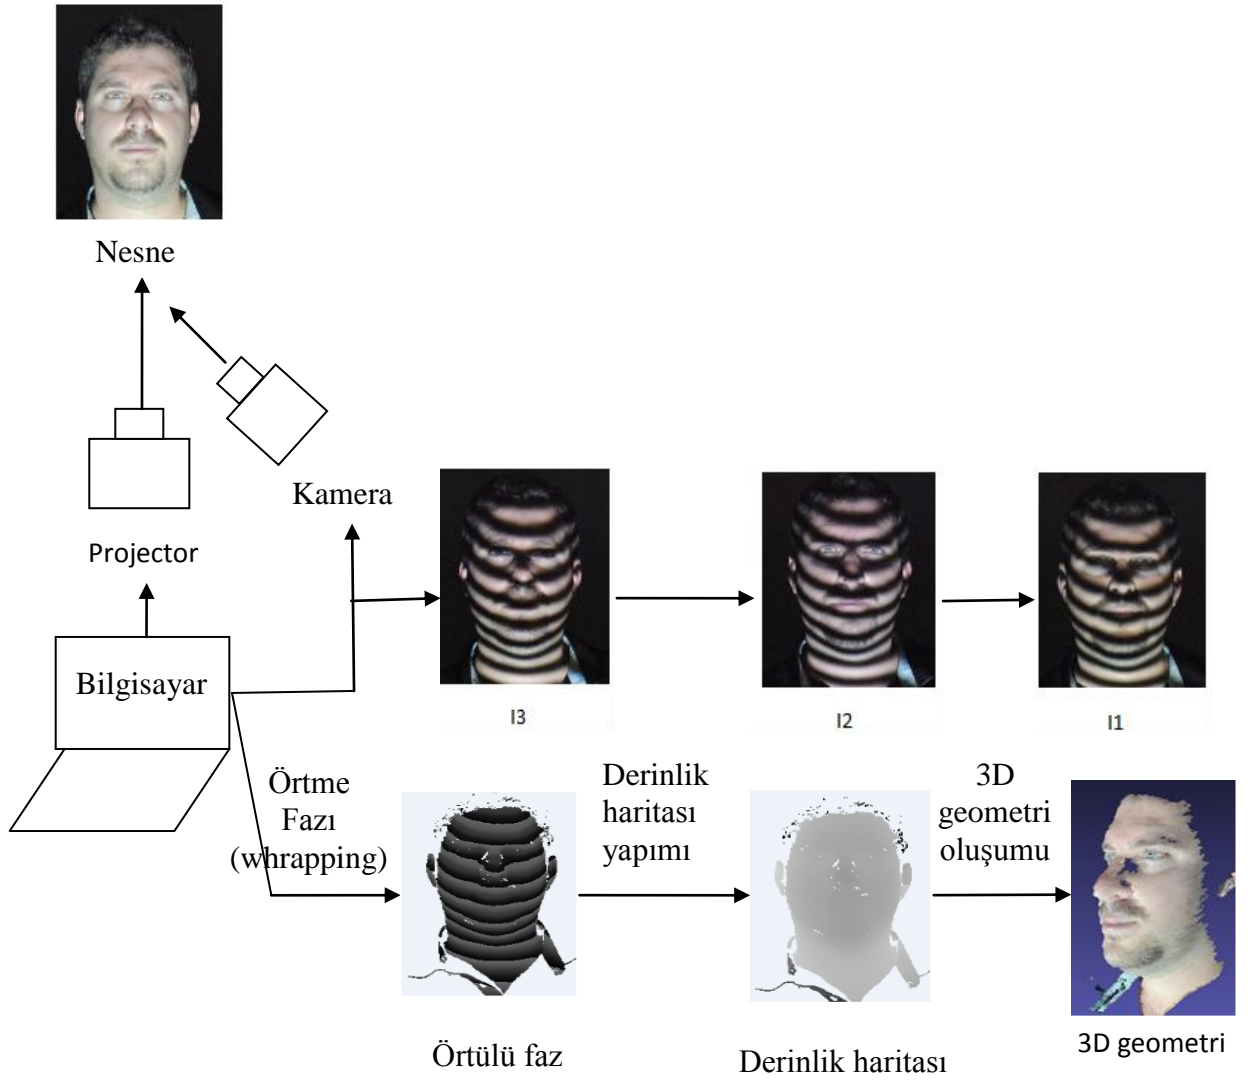 Nesne
Kamera
Projector
Bilgisayar
I3
I2
I1
Örtme
Fazı
(whrapping)
Derinlik
haritası
yapımı
3D
geometri
oluşumu
Örtülü faz
Derinlik haritası
3D geometri